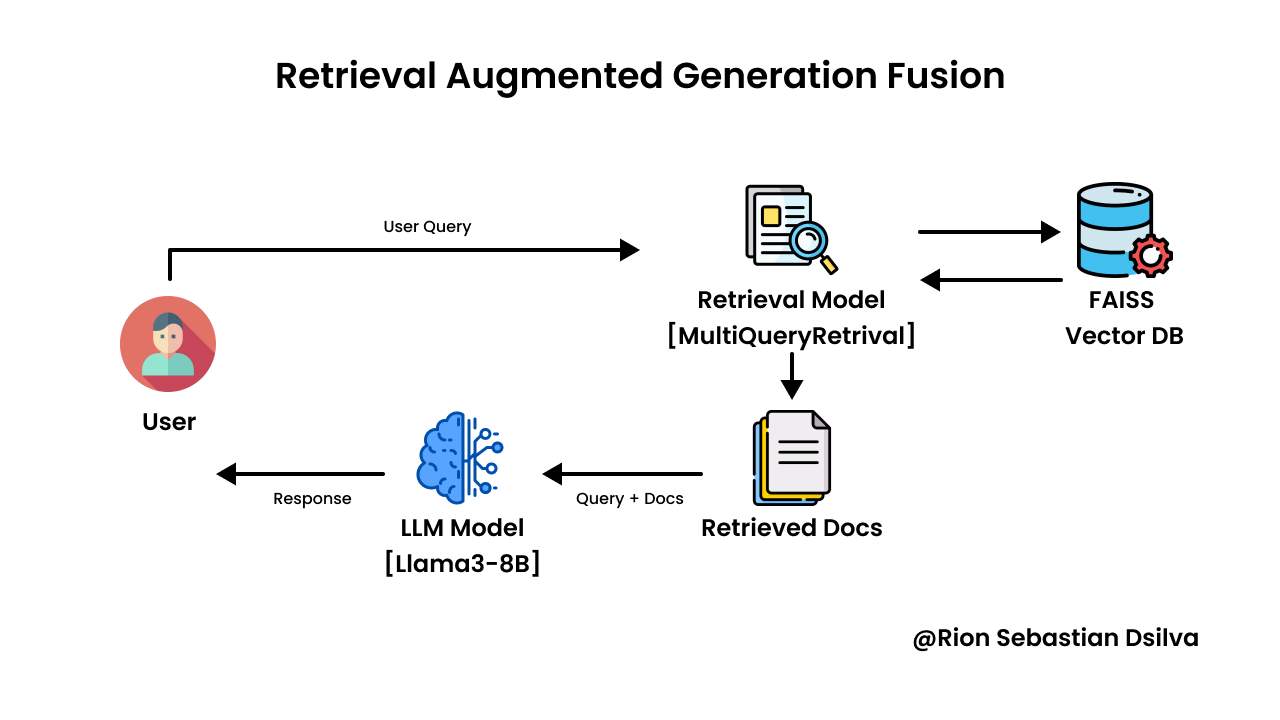 Retrieval Augmented Generation Fusion
User Query
Retrieval Model
[MultiQueryRetrival]
FAISS
Vector DB
User
Response
LLM Model
[Llama3-8B]
Query + Docs
Retrieved Docs
@Rion Sebastian Dsilva